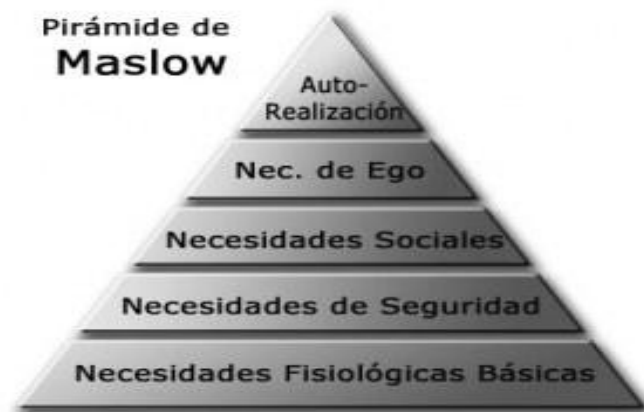 Pirámide de
Maslow
Auto-
Realización
Nec. de Ego
Necesidades Sociales
Necesidades de Seguridad
Necesidades Fisiológicas Básicas